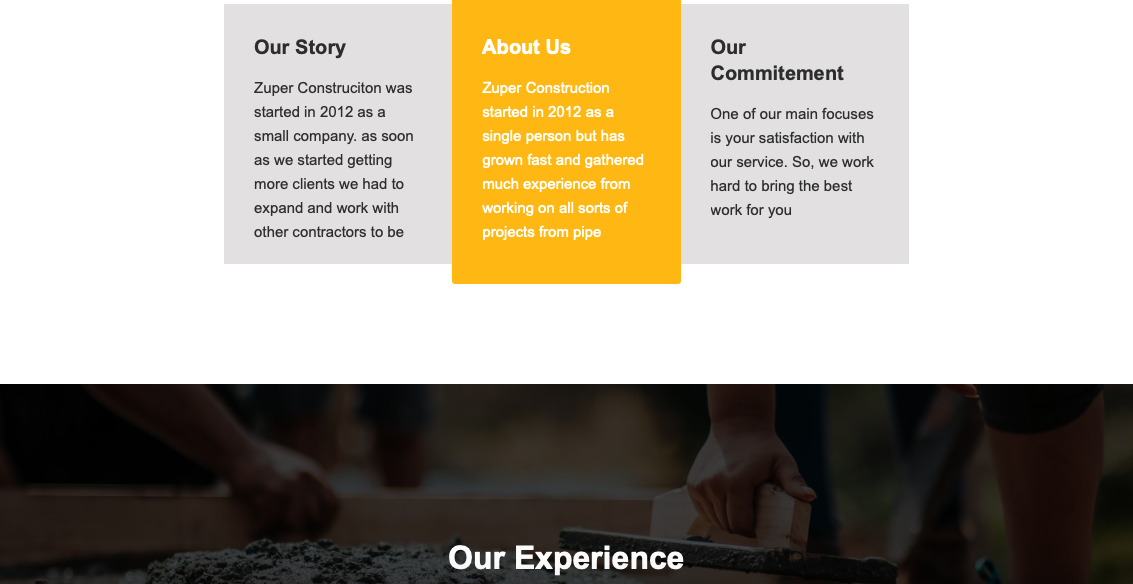 Our Story
Zuper Construciton was
started in 2012 as a
small company. as soon
as we started getting
more clients we had to
expand and work with
other contractors to be
About Us
Zuper Construction
started in 2012 as a
single person but has
grown fast and gathered
much experience from
working on all sorts of
projects from pipe
Our
Commitement
One of our main focuses
is your satisfaction with
our service. So, we work
hard to bring the best
work for you
Our Experience